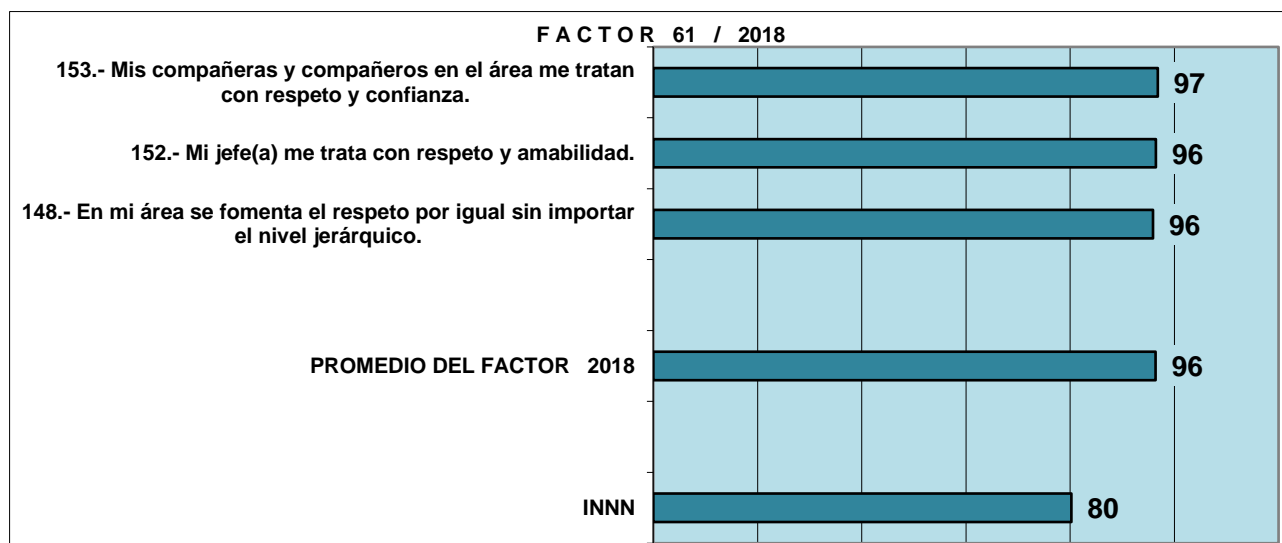 F A C T O R 61 / 2018
153.- Mis compañeras y compañeros en el área me tratan
con respeto y confianza.
97
152.- Mi jefe(a) me trata con respeto y amabilidad.
96
148.- En mi área se fomenta el respeto por igual sin importar
el nivel jerárquico.
96
PROMEDIO DEL FACTOR 2018
96
INNN
80